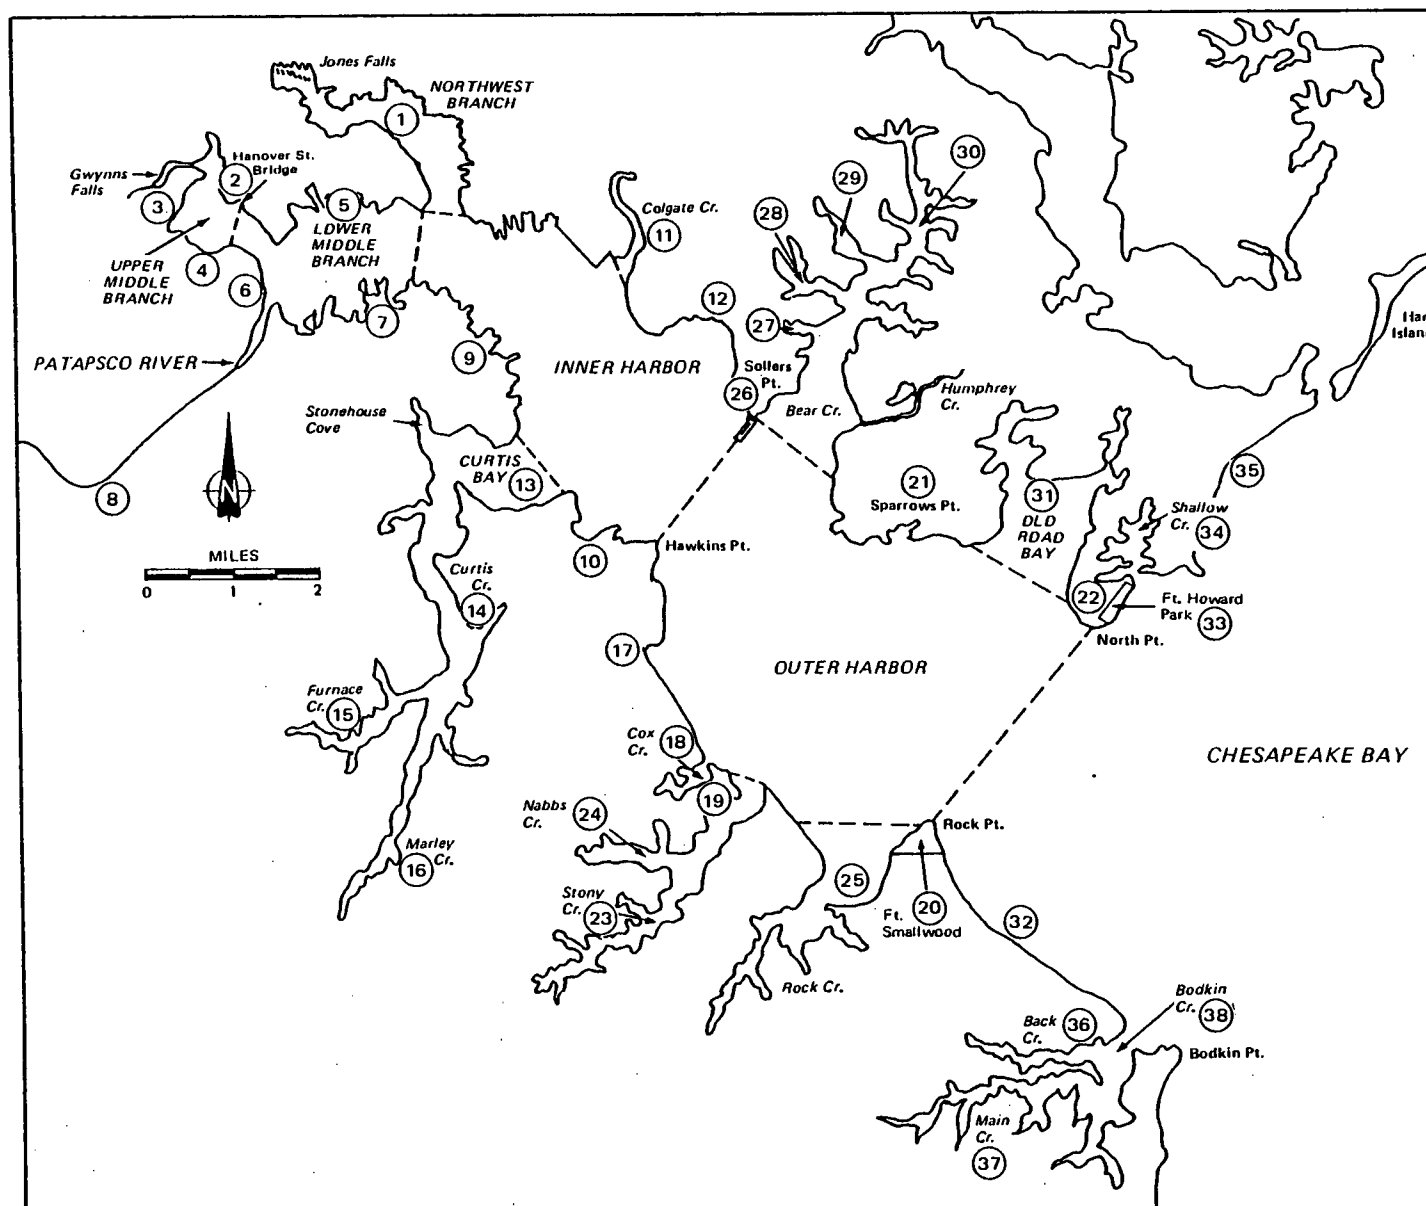 Jones Falls
NORTHWEST
BRANCH
1
Gwynns
Falls
Hanover St.
Bridge
2
3
5
LOWER
MIDDLE
BRANCH
UPPER
MIDDLE
BRANCH
4
6
7
PATAPSCO RIVER
8
9
Colgate Cr.
11
12
INNER HARBOR
30
29
28
27
Sollers
Pt.
26
Bear Cr.
Humphrey
Cr.
Stonehouse
Cove
CURTIS
BAY
13
N
MILES
0
1
2
10
Hawkins Pt.
21
Sparrows Pt.
31
DLD
RDAD
BAY
35
Shallow
Cr.
34
22
Ft. Howard
Park
33
North Pt.
Curtis
Cr.
14
17
OUTER HARBOR
CHESAPEAKE BAY
Furnace
Cr.
15
Cox
Cr.
18
19
Nabbs
Cr.
24
Marley
Cr.
16
Rock Pt.
25
Stony
Cr.
23
20
Ft.
Smallwood
32
Rock Cr.
Back
Cr.
36
Bodkin
Cr.
38
Bodkin Pt.
Main
Cr.
37
Island